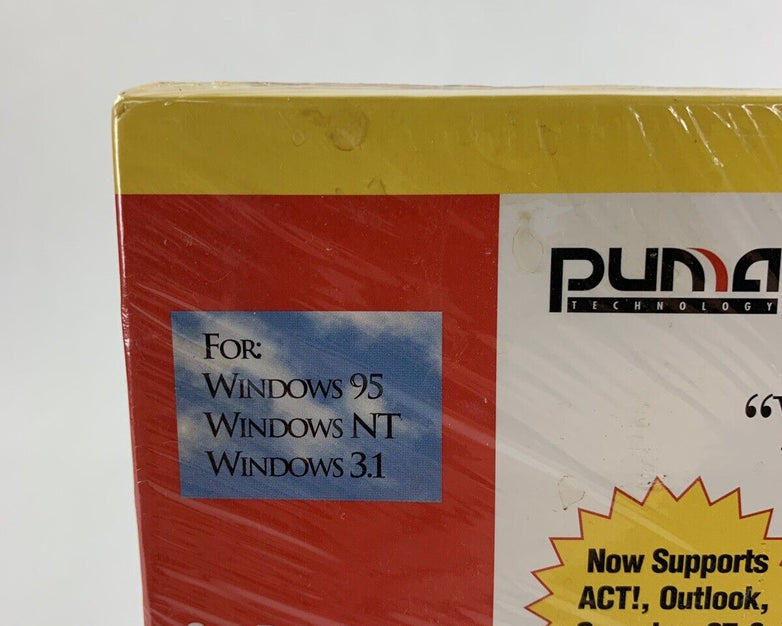 puma
TECHNOLOGY
FOR:
WINDOWS 95
WINDOWS NT
WINDOWS 3.1
Now Supports
ACT!, Outlook,